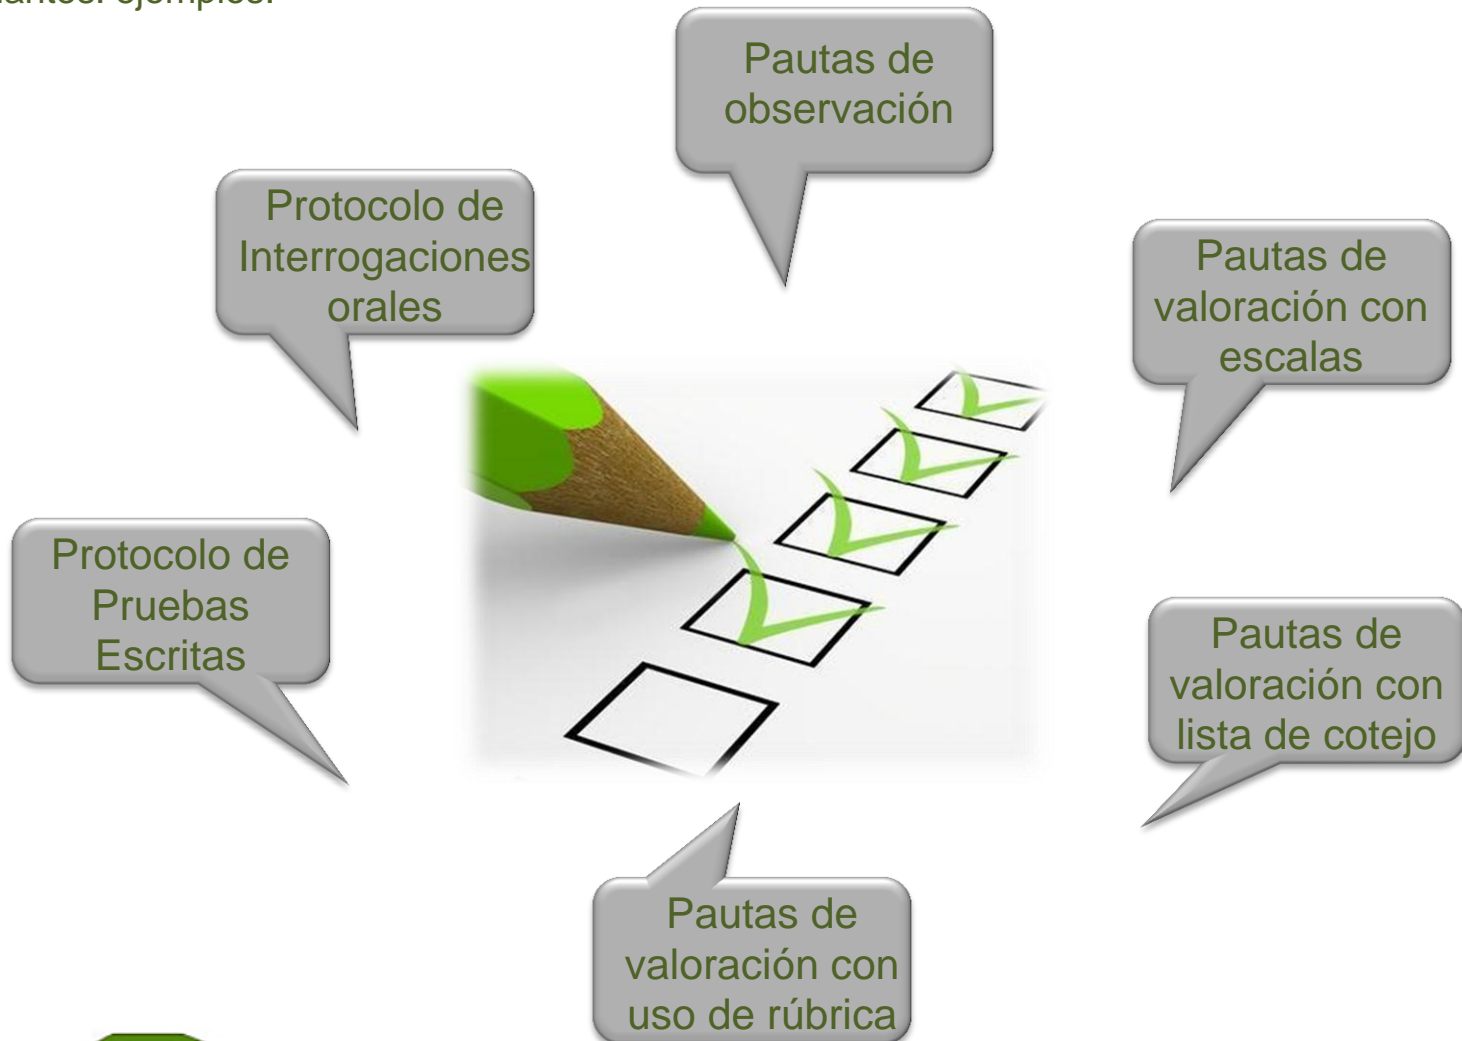 ejemplos.
Pautas de
observación
Protocolo de
Interrogaciones
orales
Pautas de
valoración con
escalas
Protocolo de
Pruebas
Escritas
Pautas de
valoración con
lista de cotejo
Pautas de
valoración con
uso de rúbrica